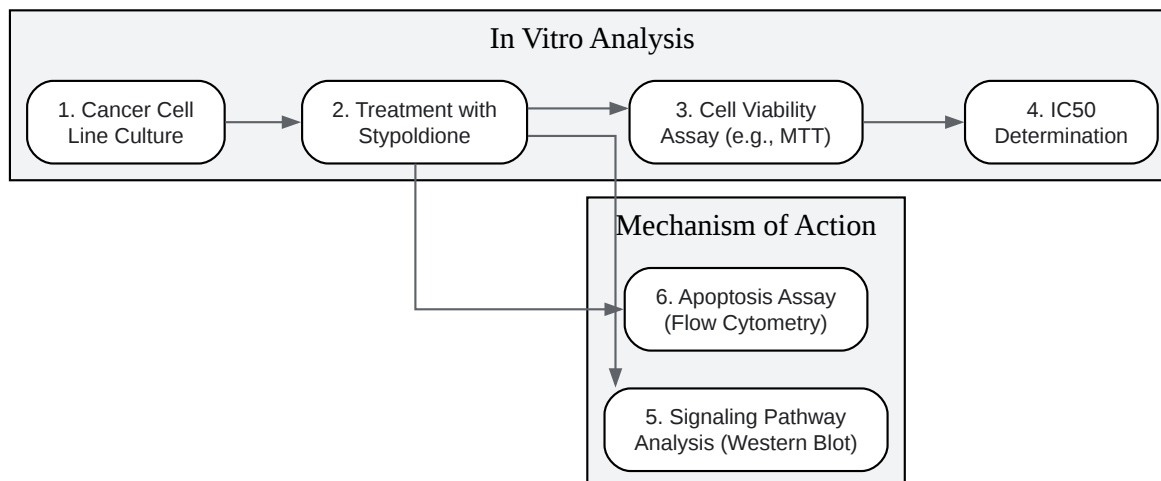 In Vitro Analysis
1. Cancer Cell
Line Culture
2. Treatment with
Stypoldione
3. Cell Viability
Assay (e.g., MTT)
4. IC50
Determination
Mechanism of Action
6. Apoptosis Assay
(Flow Cytometry)
5. Signaling Pathway
Analysis (Western Blot)